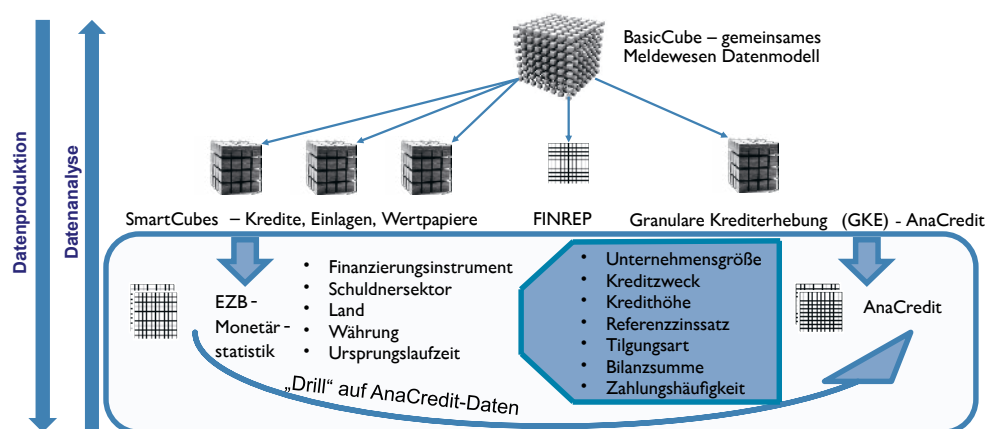 BasicCube – gemeinsames
Meldewesen Datenmodell
Datenproduktion
Datenanalyse
SmartCubes – Kredite, Einlagen, Wertpapiere
FINREP
Granulare Krediterhebung (GKE) - AnaCredit
EZB -
Monetär -
statistik
• Finanzierungsinstrument
• Schuldnersektor
• Land
• Währung
• Ursprungslaufzeit
• Unternehmensgröße
• Kreditzweck
• Kredithöhe
• Referenzzinssatz
• Tilgungsart
• Bilanzsumme
• Zahlungshäufigkeit
AnaCredit
„Drill“ auf AnaCredit-Daten